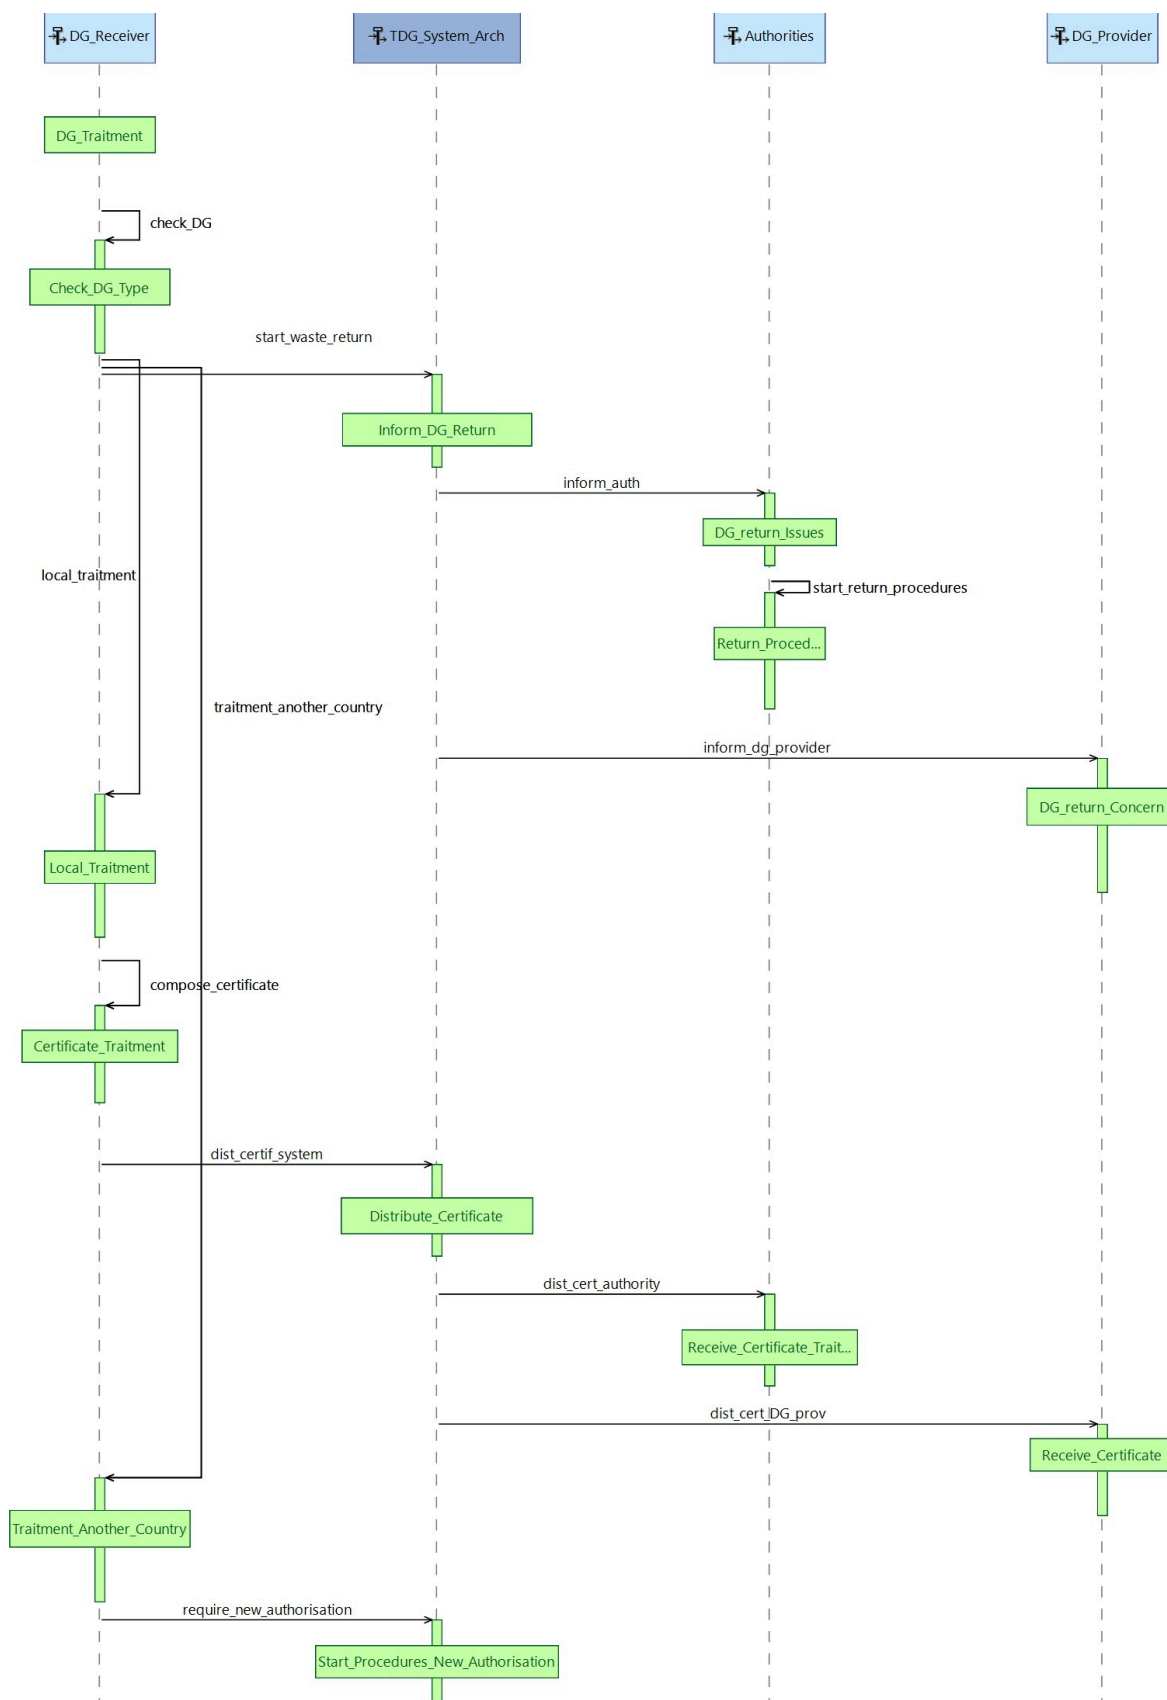 DG_Receiver
TDG_System_Arch
Authorities
DG_Provider
DG_Traitment
check_DG
Check_DG_Type
start_waste_return
Inform_DG_Return
inform_auth
DG_return_Issues
local_traitment
start_return_procedures
Return_Proced...
traitment_another_country
inform_dg_provider
DG_return_Concern
Local_Traitment
compose_certificate
Certificate_Traitment
dist_certif_system
Distribute_Certificate
dist_cert_authority
Receive_Certificate_Trait...
dist_cert_DG_prov
Receive_Certificate
Traitment_Another_Country
require_new_authorisation
Start_Procedures_New_Authorisation